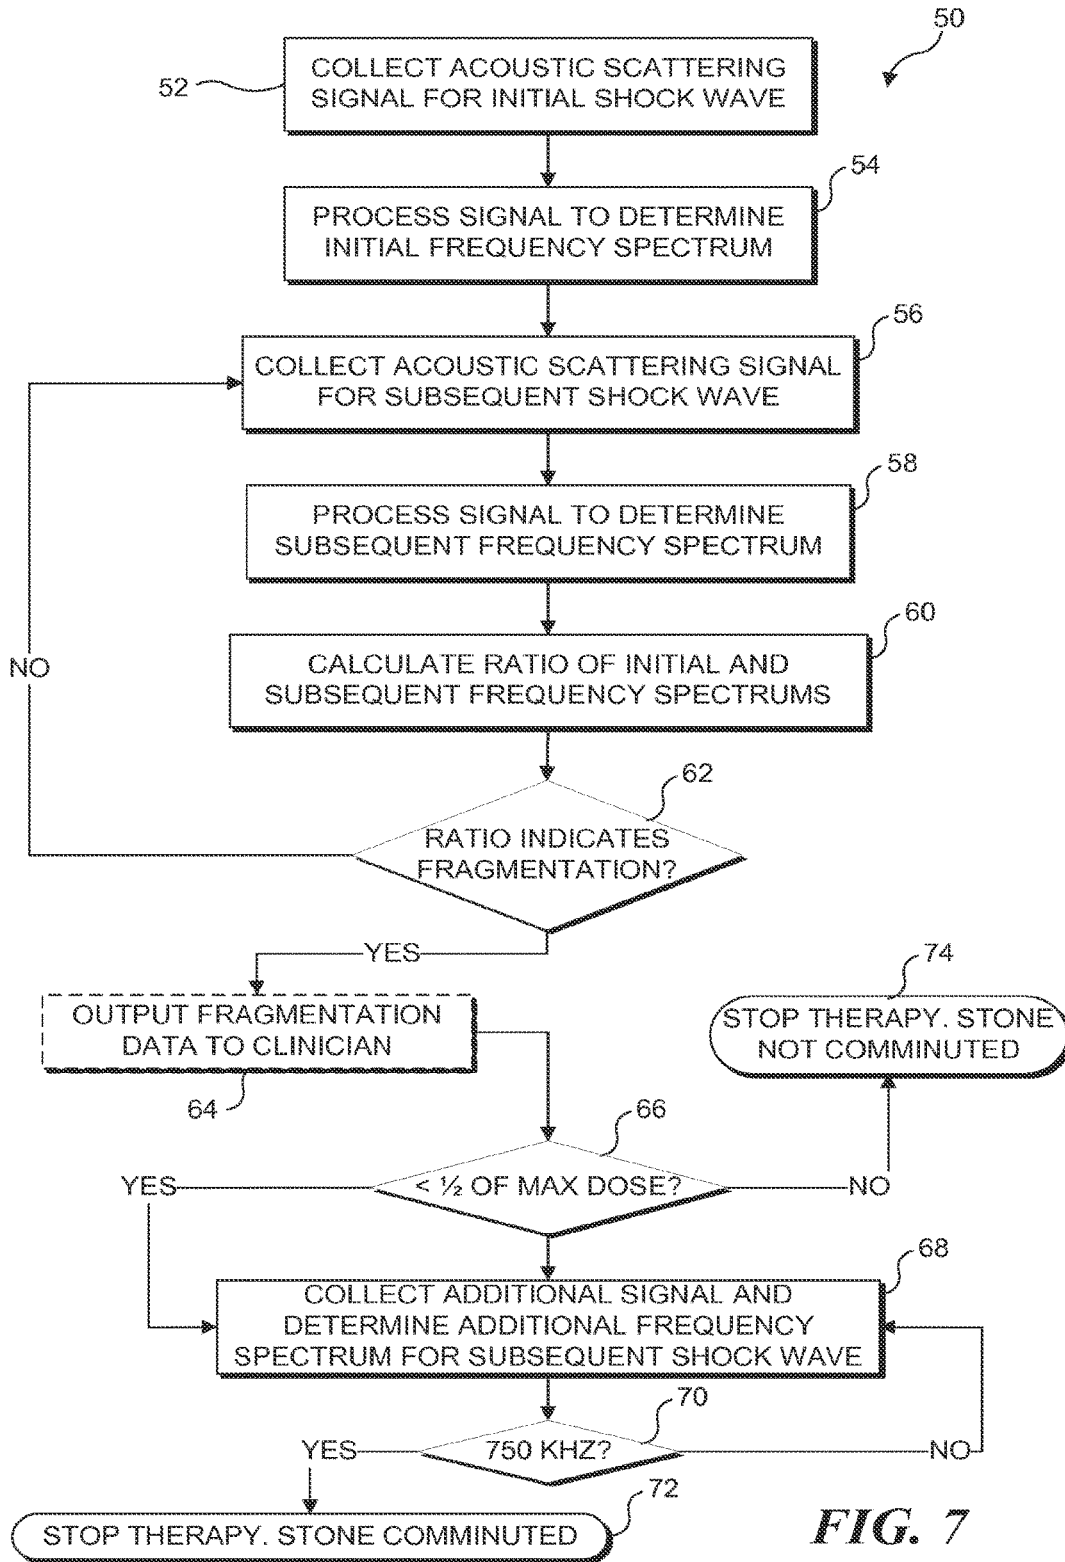 50
COLLECT ACOUSTIC SCATTERING
SIGNAL FOR INITIAL SHOCK WAVE
52
54
PROCESS SIGNAL TO DETERMINE
INITIAL FREQUENCY SPECTRUM
56
COLLECT ACOUSTIC SCATTERING SIGNAL
FOR SUBSEQUENT SHOCK WAVE
58
PROCESS SIGNAL TO DETERMINE
SUBSEQUENT FREQUENCY SPECTRUM
60
CALCULATE RATIO OF INITIAL AND
SUBSEQUENT FREQUENCY SPECTRUMS
NO
62
RATIO INDICATES
FRAGMENTATION?
YES
74
OUTPUT FRAGMENTATION
DATA TO CLINICIAN
STOP THERAPY. STONE
NOT COMMINUTED
64
66
YES
< ½ OF MAX DOSE?
NO
68
COLLECT ADDITIONAL SIGNAL AND
DETERMINE ADDITIONAL FREQUENCY
SPECTRUM FOR SUBSEQUENT SHOCK WAVE
70
YES
750 KHZ?
NO
72
STOP THERAPY. STONE COMMINUTED
FIG. 7